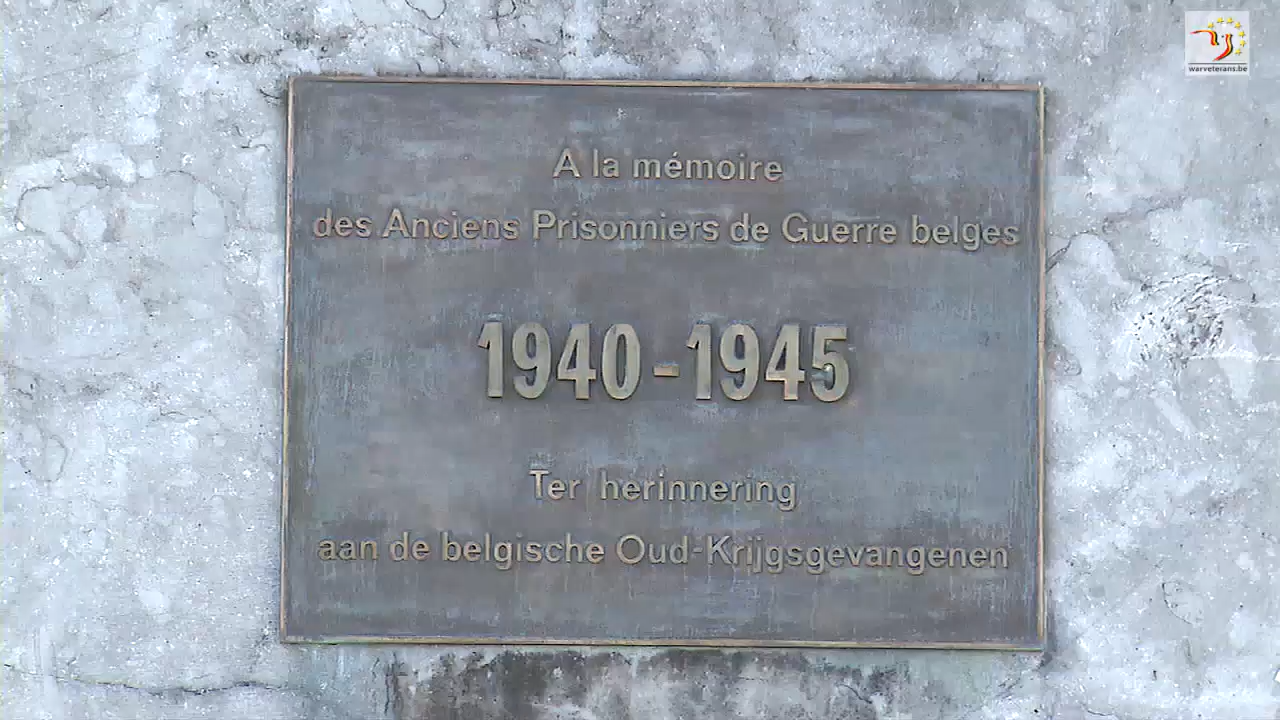 warveterans.be
A la mémoire
des Anciens Prisonniers de Guerre belges
1940-1945
Ter herinnering
aan de belgische Oud-Krijgsgevangenen